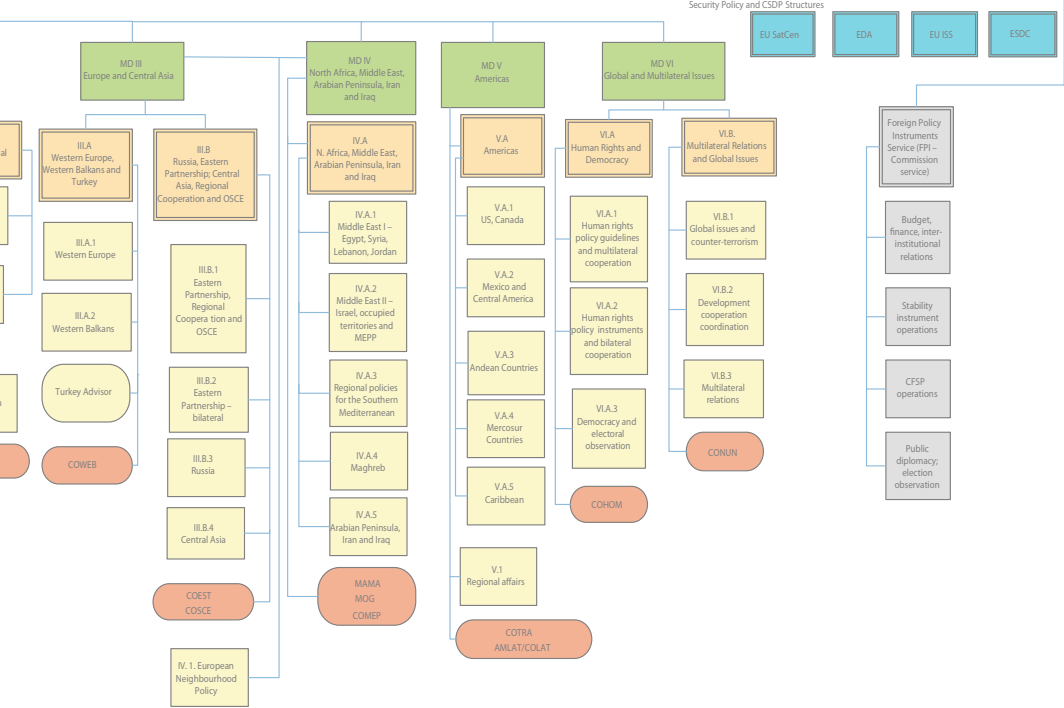 Security Policy and CSDP Structures
EU SatCen
EDA
EU ISS
ESDC
MD III
Europe and Central Asia
MD IV
North Africa, Middle East,
Arabian Peninsula, Iran
and Iraq
MD V
Americas
MD VI
Global and Multilateral Issues
al
III.A
Western Europe,
Western Balkans and
Turkey
III.A.1
Western Europe
III.A.2
Western Balkans
Turkey Advisor
COWEB
III.B
Russia, Eastern
Partnership; Central
Asia, Regional
Cooperation and OSCE
III.B.1
Eastern
Partnership,
Regional
Coopera tion and
OSCE
III.B.2
Eastern
Partnership –
bilateral
III.B.3
Russia
III.B.4
Central Asia
COEST
COSCE
IV. 1. European
Neighbourhood
Policy
IV.A
N. Africa, Middle East,
Arabian Peninsula, Iran
and Iraq
IV.A.1
Middle East I –
Egypt, Syria,
Lebanon, Jordan
IV.A.2
Middle East II –
Israel, occupied
territories and
MEPP
IV.A.3
Regional policies
for the Southern
Mediterranean
IV.A.4
Maghreb
IV.A.5
Arabian Peninsula,
Iran and Iraq
MAMA
MOG
COMEP
V.A
Americas
V.A.1
US, Canada
V.A.2
Mexico and
Central America
V.A.3
Andean Countries
V.A.4
Mercosur
Countries
V.A.5
Caribbean
V.1
Regional affairs
COTRA
AMLAT/COLAT
VI.A
Human Rights and
Democracy
VI.A.1
Human rights
policy guidelines
and multilateral
cooperation
VI.A.2
Human rights
policy instruments
and bilateral
cooperation
VI.A.3
Democracy and
electoral
observation
COHOM
VI.B.
Multilateral Relations
and Global Issues
VI.B.1
Global issues and
counter-terrorism
VI.B.2
Development
cooperation
coordination
VI.B.3
Multilateral
relations
CONUN
Foreign Policy
Instruments
Service (FPI –
Commission
service)
Budget,
finance, inter-
institutional
relations
Stability
instrument
operations
CFSP
operations
Public
diplomacy;
election
observation